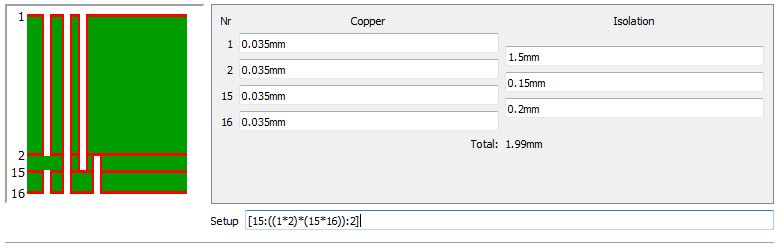 1
2
15
16
Nr Copper Isolation
1 0.035mm
1.5mm
2 0.035mm
0.15mm
15 0.035mm
0.2mm
16 0.035mm
Total: 1.99mm
Setup [15:((1*2)*(15*16)):2]